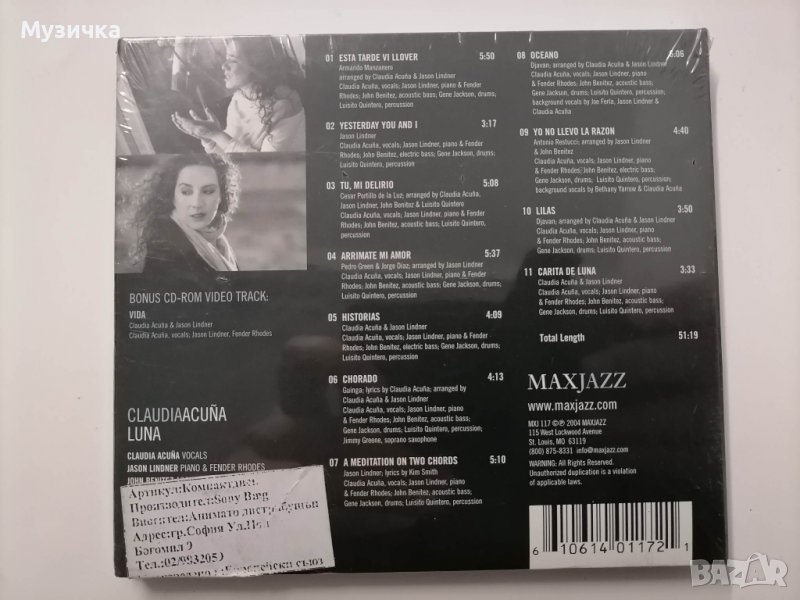 Музичка
01 ESTA TARDE VI LLOVER 5:50
Armando Manzanero
arranged by Claudia Acuña & Jason Lindner
Claudia Acuña, vocals; Jason Lindner, piano & Fender
Rhodes; John Benitez, acoustic bass; Gene Jackson, drums;
Luisito Quintero, percussion
02 YESTERDAY YOU AND I 3:17
Jason Lindner
Claudia Acuña, vocals; Jason Lindner, piano & Fender
Rhodes; John Benitez, electric bass; Gene Jackson, drums;
Luisito Quintero, percussion
03 TU, MI DELIRIO 5:08
Cesar Portillo de la Luz; arranged by Claudia Acuña,
Jason Lindner, John Benitez & Luisito Quintero
Claudia Acuña, vocals; Jason Lindner, piano & Fender
Rhodes; John Benitez, acoustic bass; Luisito Quintero,
percussion
04 ARRIMATE MI AMOR 5:37
Pedro Green & Jorge Diaz; arranged by Jason Lindner
Claudia Acuña, vocals; Jason Lindner, piano & Fender
Rhodes; John Benitez, acoustic bass; Gene Jackson, drums;
Luisito Quintero, percussion
05 HISTORIAS 4:09
Claudia Acuña & Jason Lindner
Claudia Acuña, vocals; Jason Lindner, piano & Fender
Rhodes; John Benitez, electric bass; Gene Jackson, drums;
Luisito Quintero, percussion
06 CHORADO 4:13
Guinga; lyrics by Claudia Acuña; arranged by
Claudia Acuña & Jason Lindner
Claudia Acuña, vocals; Jason Lindner, piano
& Fender Rhodes; John Benitez, acoustic bass;
Gene Jackson, drums; Luisito Quintero, percussion;
Jimmy Greene, soprano saxophone
07 A MEDITATION ON TWO CHORDS 5:10
Jason Lindner; lyrics by Kim Smith
Claudia Acuña, vocals; Jason Lindner, piano
& Fender Rhodes; John Benitez, acoustic bass;
Gene Jackson, drums; Luisito Quintero, percussion
08 OCEANO 6:06
Djavan; arranged by Claudia Acuña & Jason Lindner
Claudia Acuña, vocals; Jason Lindner, piano
& Fender Rhodes; John Benitez, acoustic bass;
Gene Jackson, drums; Luisito Quintero, percussion;
background vocals by Joe Ferla, Jason Lindner &
Claudia Acuña
09 YO NO LLEVO LA RAZON 4:40
Antonio Restucci; arranged by Jason Lindner
& John Benitez
Claudia Acuña, vocals; Jason Lindner, piano
& Fender Rhodes; John Benitez, electric bass;
Gene Jackson, drums; Luisito Quintero, percussion;
background vocals by Bethany Yarrow & Claudia Acuña
10 LILAS 3:50
Djavan; arranged by Claudia Acuña & Jason Lindner
Claudia Acuña, vocals; Jason Lindner, piano
& Fender Rhodes; John Benitez, acoustic bass;
Gene Jackson, drums; Luisito Quintero, percussion
11 CARITA DE LUNA 3:33
Claudia Acuña & Jason Lindner
Claudia Acuña, vocals; Jason Lindner, piano
Total Length 51:19
BONUS CD-ROM VIDEO TRACK:
VIDA
Claudia Acuña & Jason Lindner
Claudia Acuña, vocals; Jason Lindner, Fender Rhodes
CLAUDIAACUÑA
LUNA
CLAUDIA ACUÑA VOCALS
JASON LINDNER PIANO & FENDER RHODES
JOHN BENITEZ
Артикул:Компактдиск
Производител:Sony Bmg
Вносител:Анимато дистрибушън
Адрес:гр.София Ул.Поп
Богомил 9
Тел.:02/9832059
MAXJAZZ
www.maxjazz.com
MXJ 117 ©℗ 2004 MAXJAZZ
115 West Lockwood Avenue
St. Louis, MO 63119
(800) 875-8331 info@maxjazz.com
WARNING: All Rights Reserved.
Unauthorized duplication is a violation
of applicable laws.
6 10614 01172 1
BAZAR